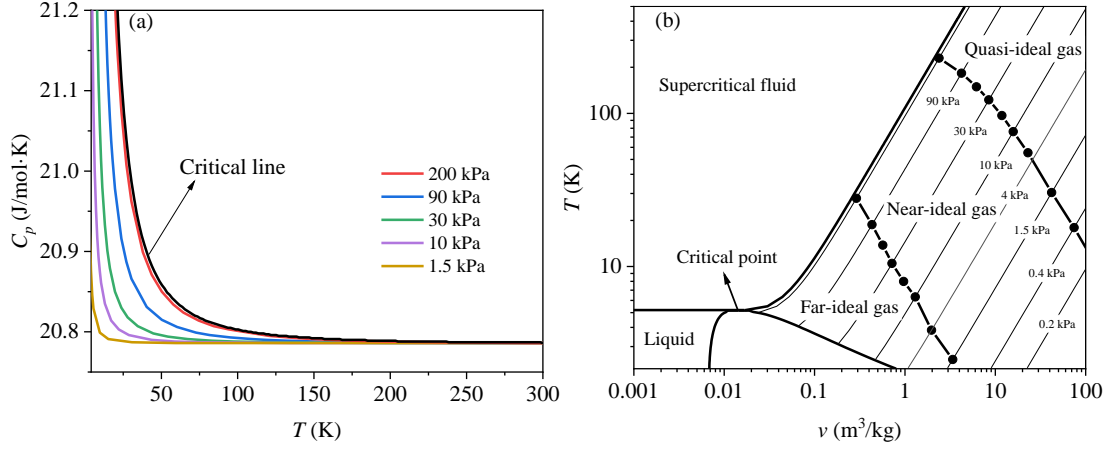 (a)
21.2
21.1
21.0
20.9
20.8
Cp (J/mol·K)
Critical line
200 kPa
90 kPa
30 kPa
10 kPa
1.5 kPa
50
100
150
200
250
300
T (K)
(b)
100
10
T (K)
Supercritical fluid
Quasi-ideal gas
90 kPa
30 kPa
10 kPa
4 kPa
1.5 kPa
0.4 kPa
0.2 kPa
Near-ideal gas
Critical point
Far-ideal gas
Liquid
0.001
0.01
0.1
1
10
100
v (m³/kg)